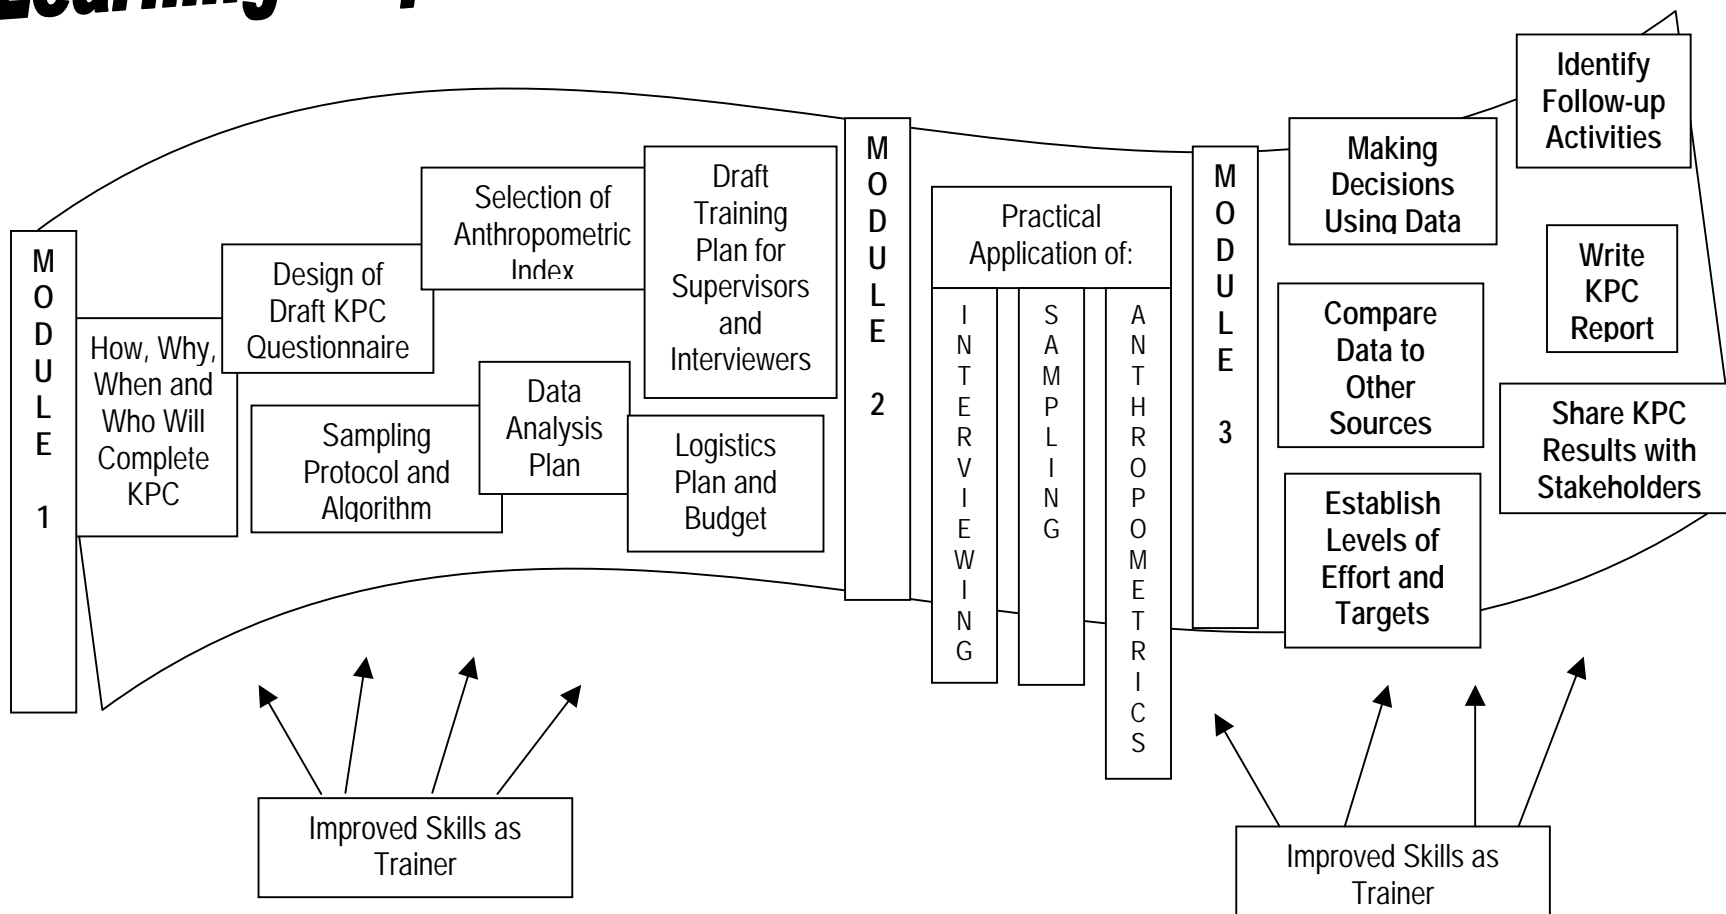 Learning
MODULE 1
How, Why,
When and
Who Will
Complete
KPC
Design of
Draft KPC
Questionnaire
Sampling
Protocol and
Algorithm
Selection of
Anthropometric
Index
Data
Analysis
Plan
Draft
Training
Plan for
Supervisors
and
Interviewers
Logistics
Plan and
Budget
MODULE 2
Practical
Application of:
INTERVIEWING
SAMPLING
ANTHROPOMETRICS
MODULE 3
Making
Decisions
Using Data
Compare
Data to
Other
Sources
Establish
Levels of
Effort and
Targets
Identify
Follow-up
Activities
Write
KPC
Report
Share KPC
Results with
Stakeholders
Improved Skills as
Trainer
Improved Skills as
Trainer